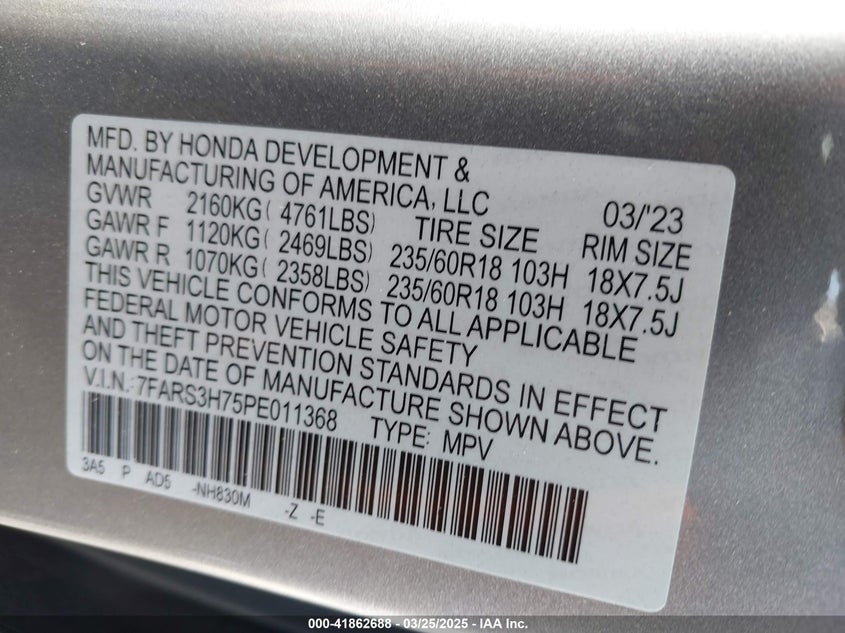 MFD. BY HONDA DEVELOPMENT &
MANUFACTURING OF AMERICA, LLC 03/'23
GVWR 2160KG( 4761LBS) TIRE SIZE RIM SIZE
GAWR F 1120KG( 2469LBS) 235/60R18 103H 18X7.5J
GAWR R 1070KG( 2358LBS) 235/60R18 103H 18X7.5J
THIS VEHICLE CONFORMS TO ALL APPLICABLE
FEDERAL MOTOR VEHICLE SAFETY
AND THEFT PREVENTION STANDARDS IN EFFECT
ON THE DATE OF MANUFACTURE SHOWN ABOVE.
V.I.N.: 7FARS3H75PE011368 TYPE: MPV
3A5 P AD5 -NH830M -Z -E
000-41862688 - 03/25/2025 - IAA Inc.